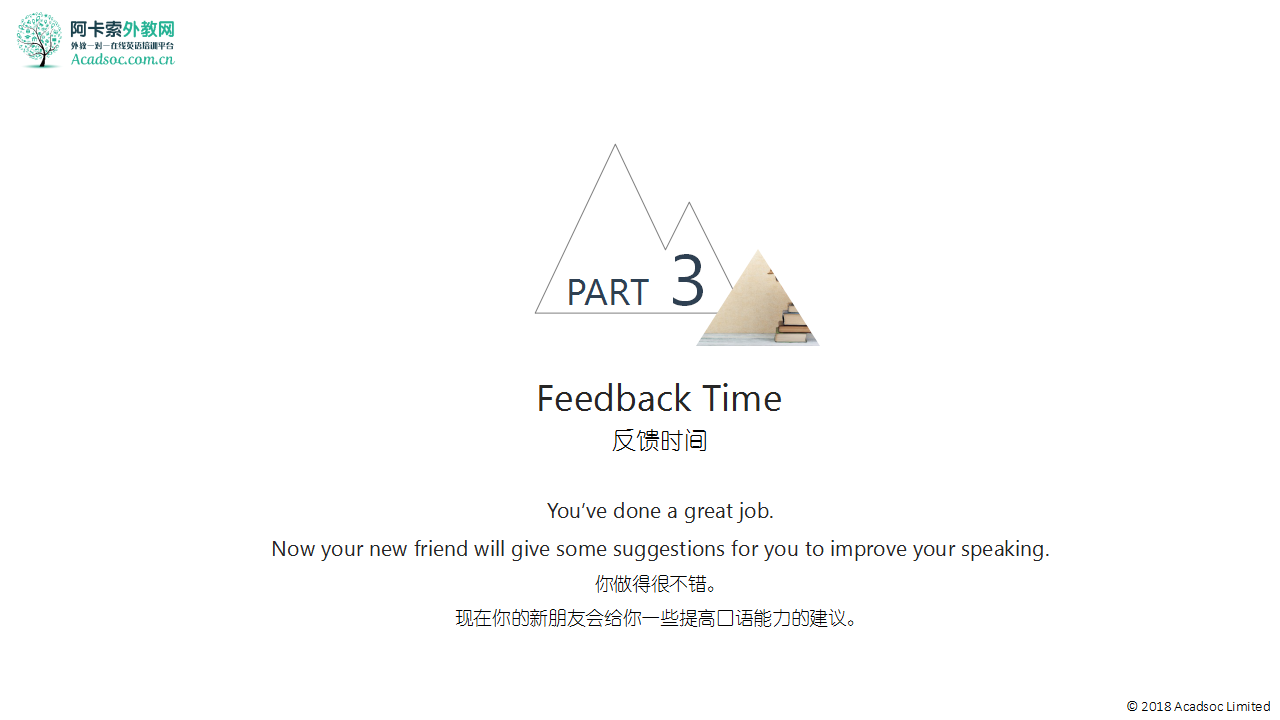 阿卡索外教网
外教一对一在线英语培训平台
Acadsoc.com.cn
PART 3
Feedback Time
反馈时间
You’ve done a great job.
Now your new friend will give some suggestions for you to improve your speaking.
你做得很不错。
现在你的新朋友会给你一些提高口语能力的建议。
© 2018 Acadsoc Limited